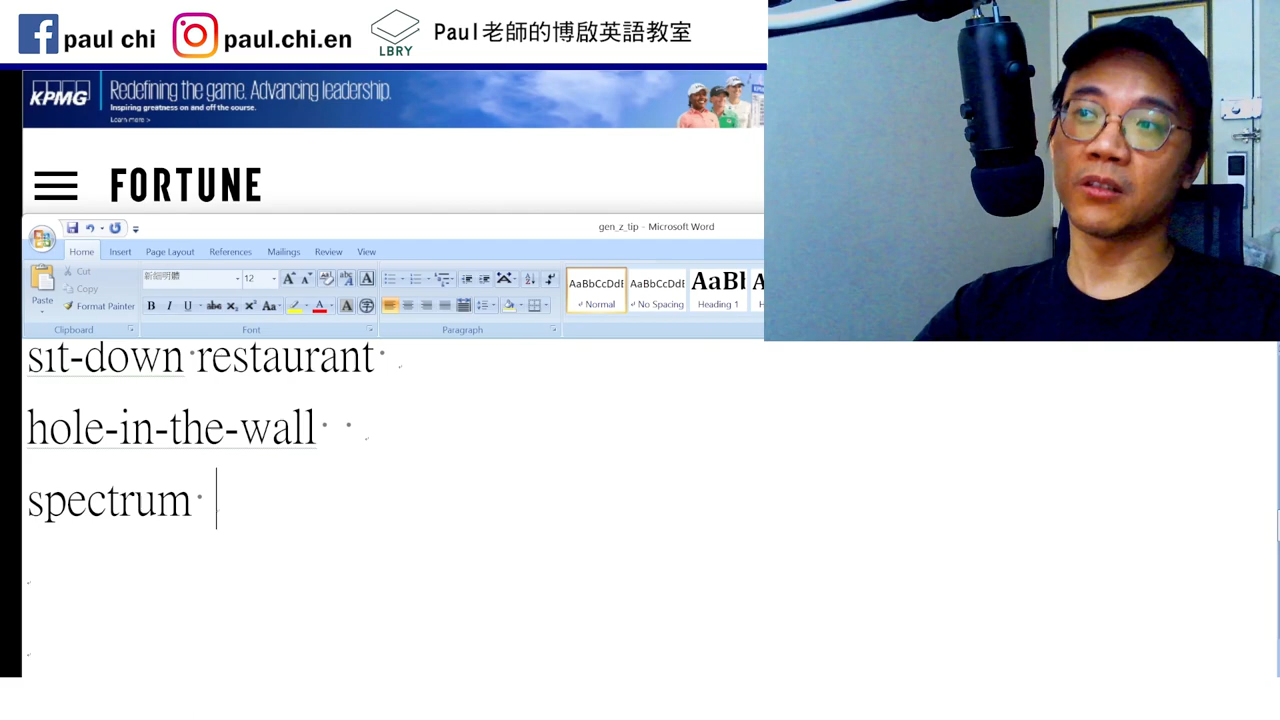 paul chi
paul.chi.en
LBRY
Paul老師的博啟英語教室
KPMG
Redefining the game. Advancing leadership.
Inspiring greatness on and off the course.
Learn more >
FORTUNE
gen_z_tip - Microsoft Word
Home Insert Page Layout References Mailings Review View
Paste
Cut
Copy
Format Painter
新細明體 12
AaBbCcDdE AaBbCcDdE AaBb
Normal No Spacing Heading 1
Clipboard Font Paragraph
sit-down restaurant
hole-in-the-wall
spectrum